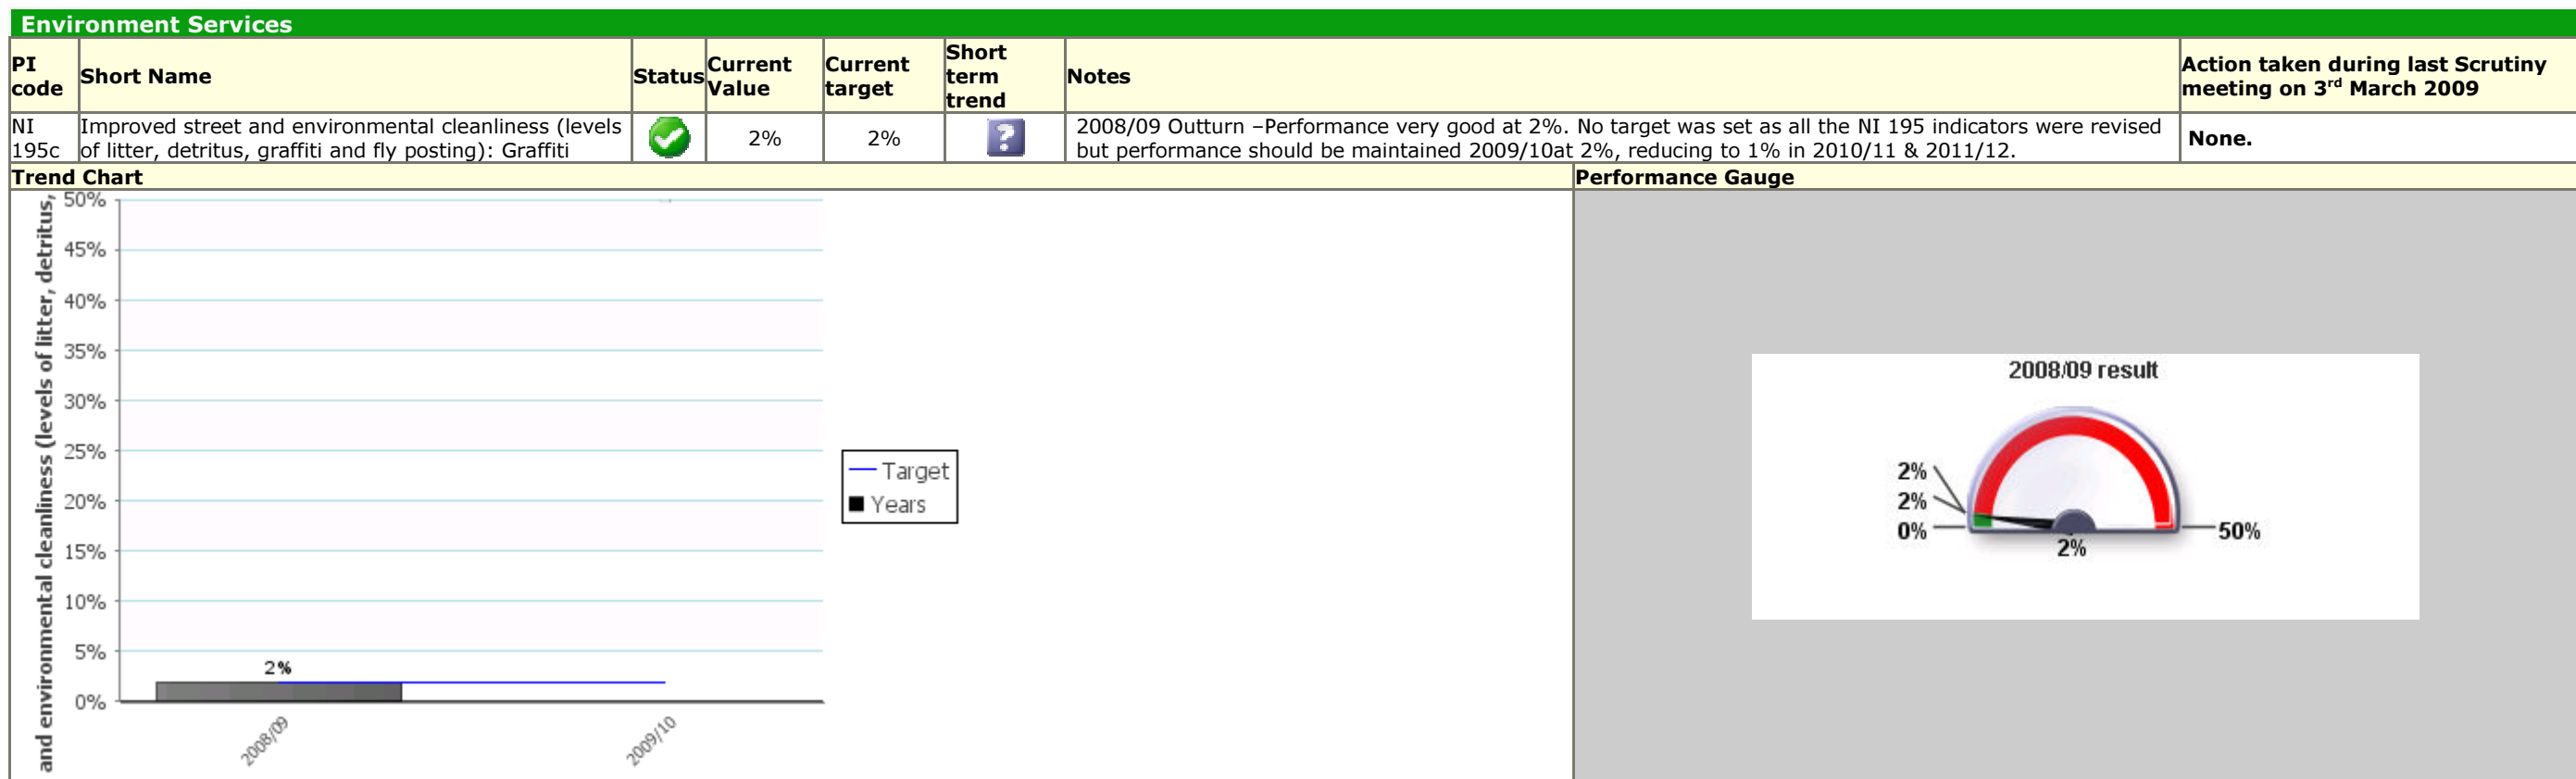 Environment Services
PI code
Short Name
Status
Current Value
Current target
Short term trend
Notes
Action taken during last Scrutiny meeting on 3rd March 2009
NI 195c
Improved street and environmental cleanliness (levels
of litter, detritus, graffiti and fly posting): Graffiti
2%
2%
?
2008/09 Outturn –Performance very good at 2%. No target was set as all the NI 195 indicators were revised
but performance should be maintained 2009/10at 2%, reducing to 1% in 2010/11 & 2011/12.
None.
Trend Chart
Performance Gauge
and environmental cleanliness (levels of litter, detritus,
50%
45%
40%
35%
30%
25%
20%
15%
10%
5%
0%
2%
2008/09
2009/10
Target
Years
2008/09 result
2%
2%
0%
50%
2%